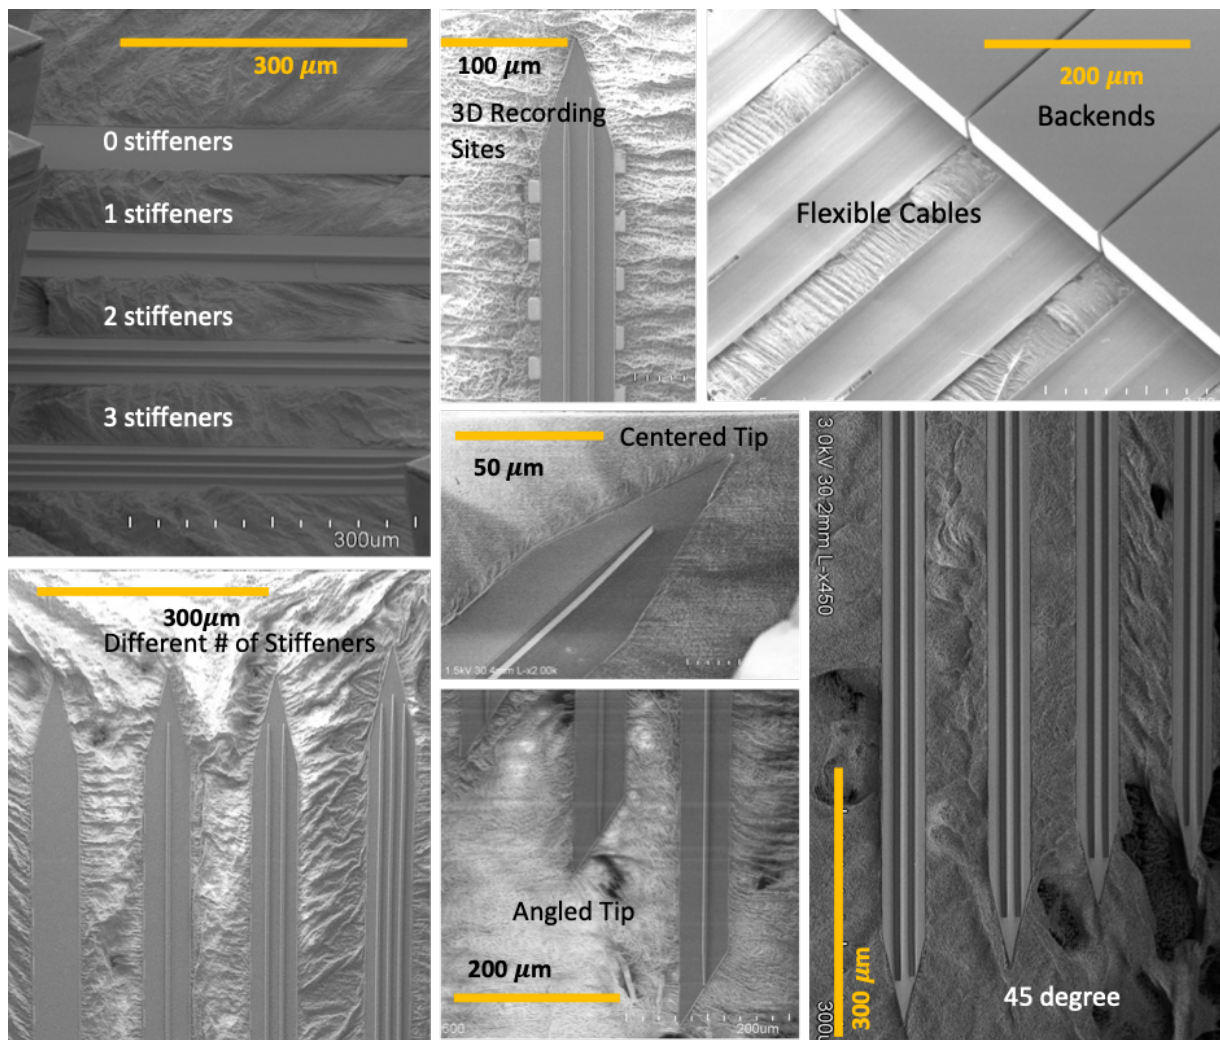 300 μm
0 stiffeners
1 stiffeners
2 stiffeners
3 stiffeners
300um
100 μm
3D Recording
Sites
200 μm
Backends
Flexible Cables
50 μm
Centered Tip
1.5kV 30.4mm L-x2.00k
3.0kV 30.2mm L-x450
300μm
Different # of Stiffeners
Angled Tip
200 μm
200um
300 μm
45 degree